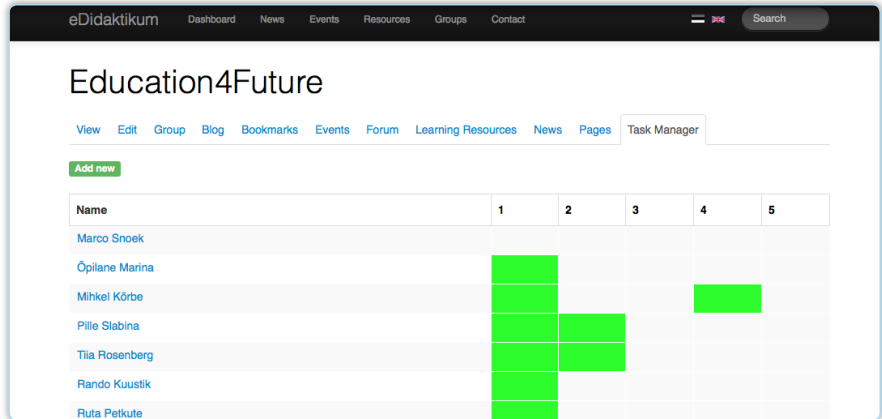 eDidaktikum Dashboard News Events Resources Groups Contact Search
Education4Future
View Edit Group Blog Bookmarks Events Forum Learning Resources News Pages Task Manager
Add new
Name 1 2 3 4 5
Marco Snoek
Õpilane Marina
Mihkel Kõrbe
Pille Slabina
Tiia Rosenberg
Rando Kuustik
Ruta Petkute